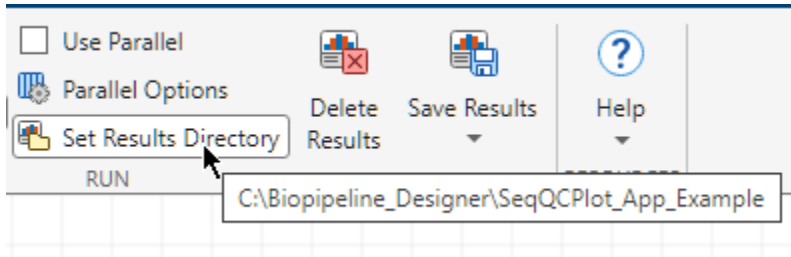 Use Parallel
Parallel Options
Set Results Directory
RUN
Delete
Results
Save Results
?
Help
C:\Biopipeline_Designer\SeqQCPlot_App_Example